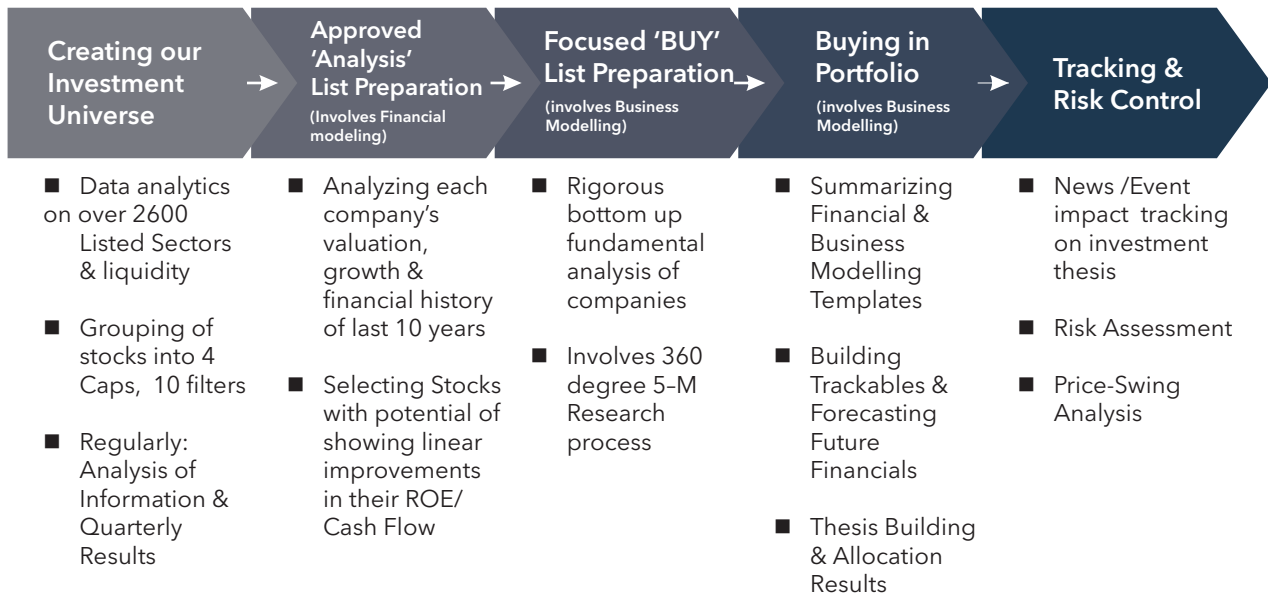 Creating our
Investment
Universe
Approved
‘Analysis’
List Preparation
(Involves Financial
modeling)
Focused ‘BUY’
List Preparation
(involves Business
Modelling)
Buying in
Portfolio
(involves Business
Modelling)
Tracking &
Risk Control
■ Data analytics
on over 2600
Listed Sectors
& liquidity
■ Grouping of
stocks into 4
Caps, 10 filters
■ Regularly:
Analysis of
Information &
Quarterly
Results
■ Analyzing each
company’s
valuation,
growth &
financial history
of last 10 years
■ Selecting Stocks
with potential of
showing linear
improvements
in their ROE/
Cash Flow
■ Rigorous
bottom up
fundamental
analysis of
companies
■ Involves 360
degree 5–M
Research
process
■ Summarizing
Financial &
Business
Modelling
Templates
■ Building
Trackables &
Forecasting
Future
Financials
■ Thesis Building
& Allocation
Results
■ News /Event
impact tracking
on investment
thesis
■ Risk Assessment
■ Price-Swing
Analysis